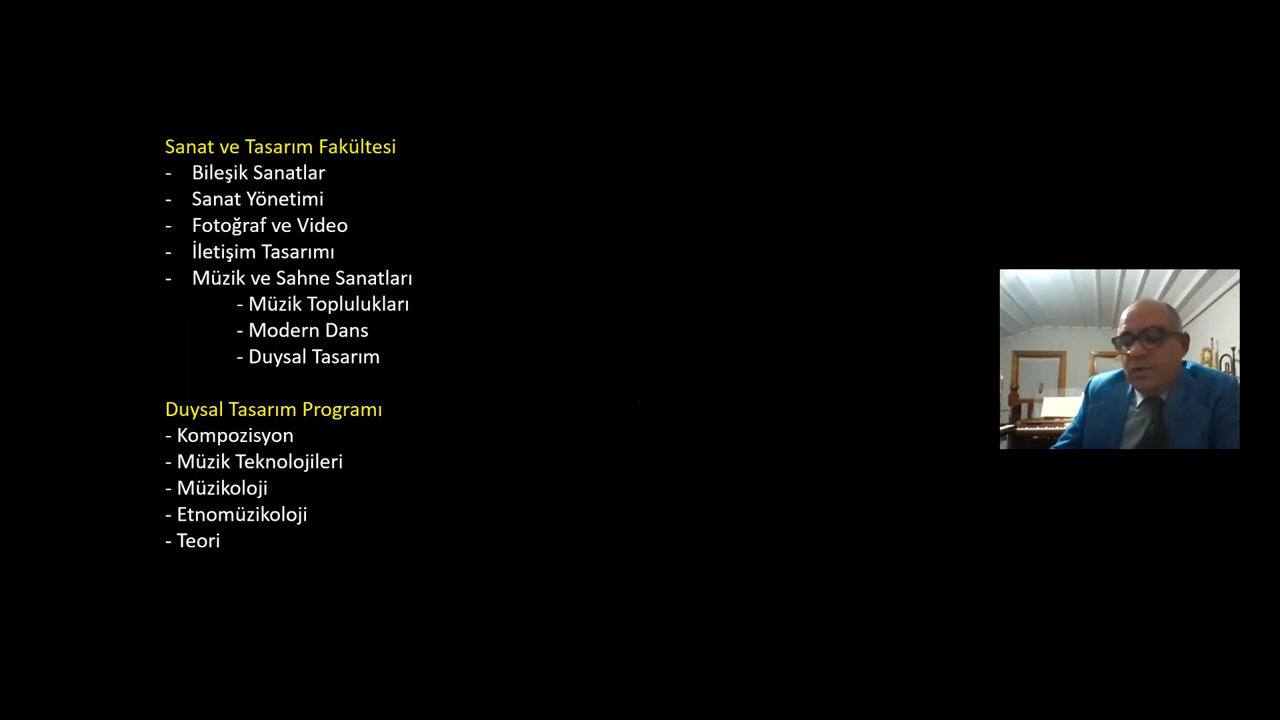 Sanat ve Tasarım Fakültesi
- Bileşik Sanatlar
- Sanat Yönetimi
- Fotoğraf ve Video
- İletişim Tasarımı
- Müzik ve Sahne Sanatları
- Müzik Toplulukları
- Modern Dans
- Duysal Tasarım
Duysal Tasarım Programı
- Kompozisyon
- Müzik Teknolojileri
- Müzikoloji
- Etnomüzikoloji
- Teori